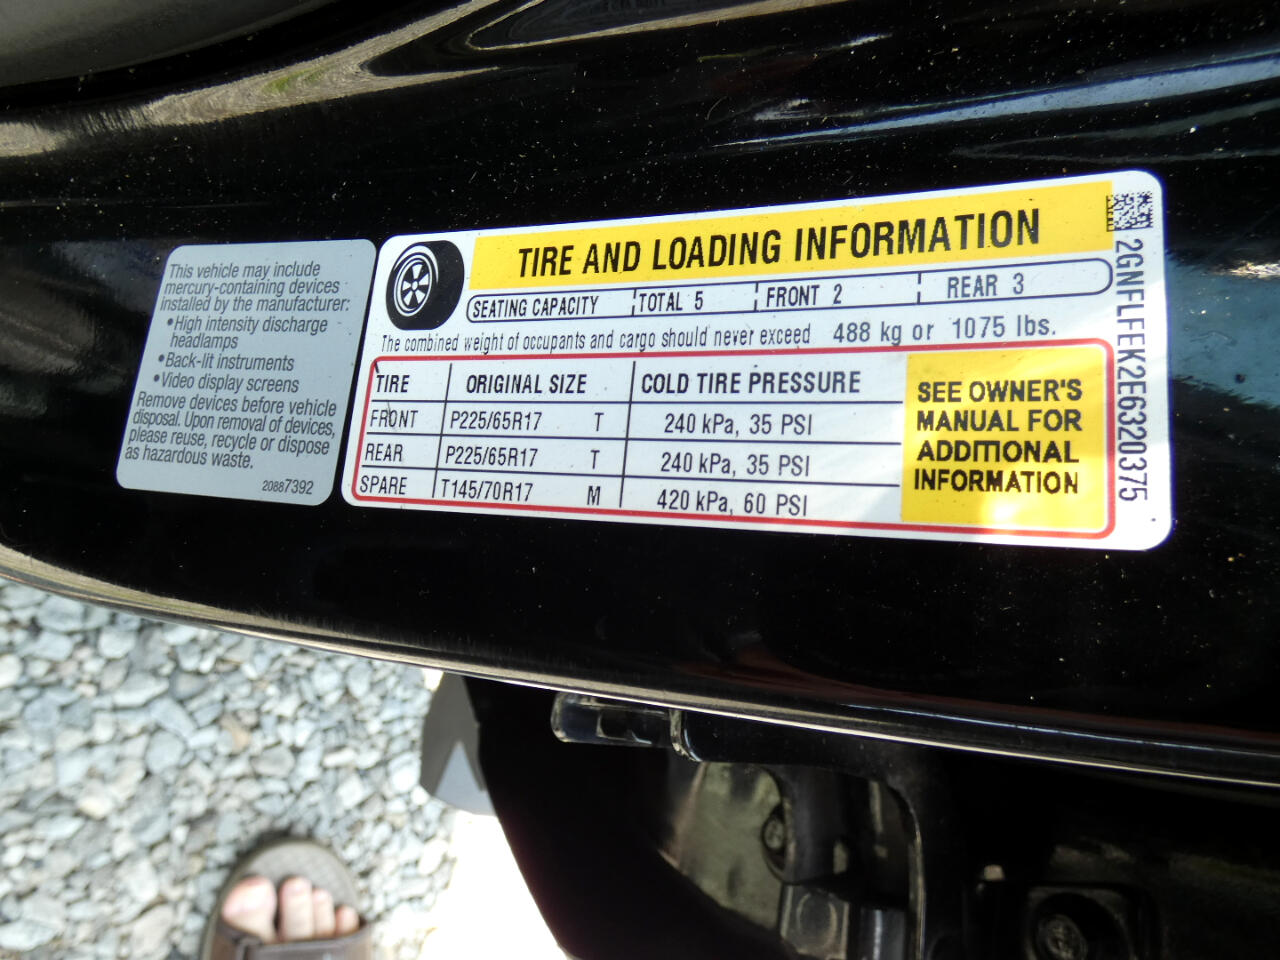 This vehicle may include
mercury-containing devices
installed by the manufacturer:
•High intensity discharge
headlamps
•Back-lit instruments
•Video display screens
Remove devices before vehicle
disposal. Upon removal of devices,
please reuse, recycle or dispose
as hazardous waste.
20887392
TIRE AND LOADING INFORMATION
SEATING CAPACITY TOTAL 5 FRONT 2 REAR 3
The combined weight of occupants and cargo should never exceed 488 kg or 1075 lbs.
TIRE ORIGINAL SIZE COLD TIRE PRESSURE
FRONT P225/65R17 T 240 kPa, 35 PSI
REAR P225/65R17 T 240 kPa, 35 PSI
SPARE T145/70R17 M 420 kPa, 60 PSI
SEE OWNER'S
MANUAL FOR
ADDITIONAL
INFORMATION
2GNFLFEK2E6320375